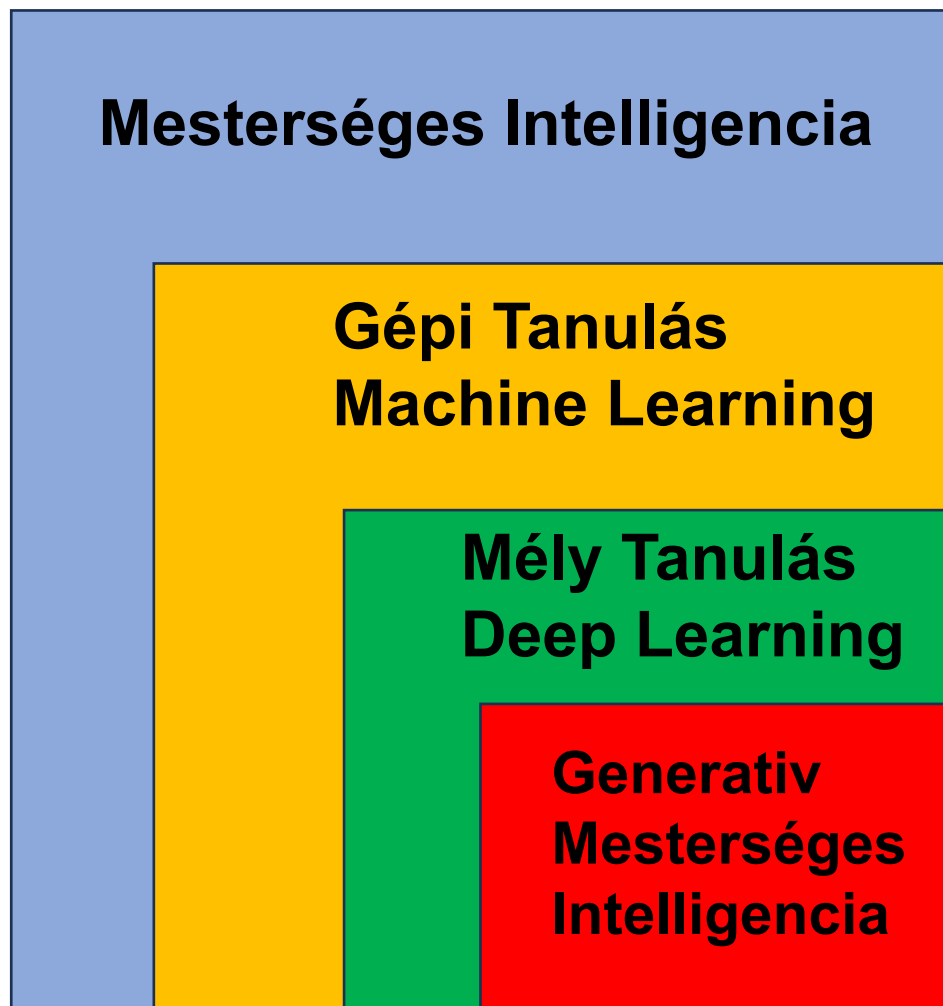 Mesterséges Intelligencia
Gépi Tanulás
Machine Learning
Mély Tanulás
Deep Learning
Generativ
Mesterséges
Intelligencia